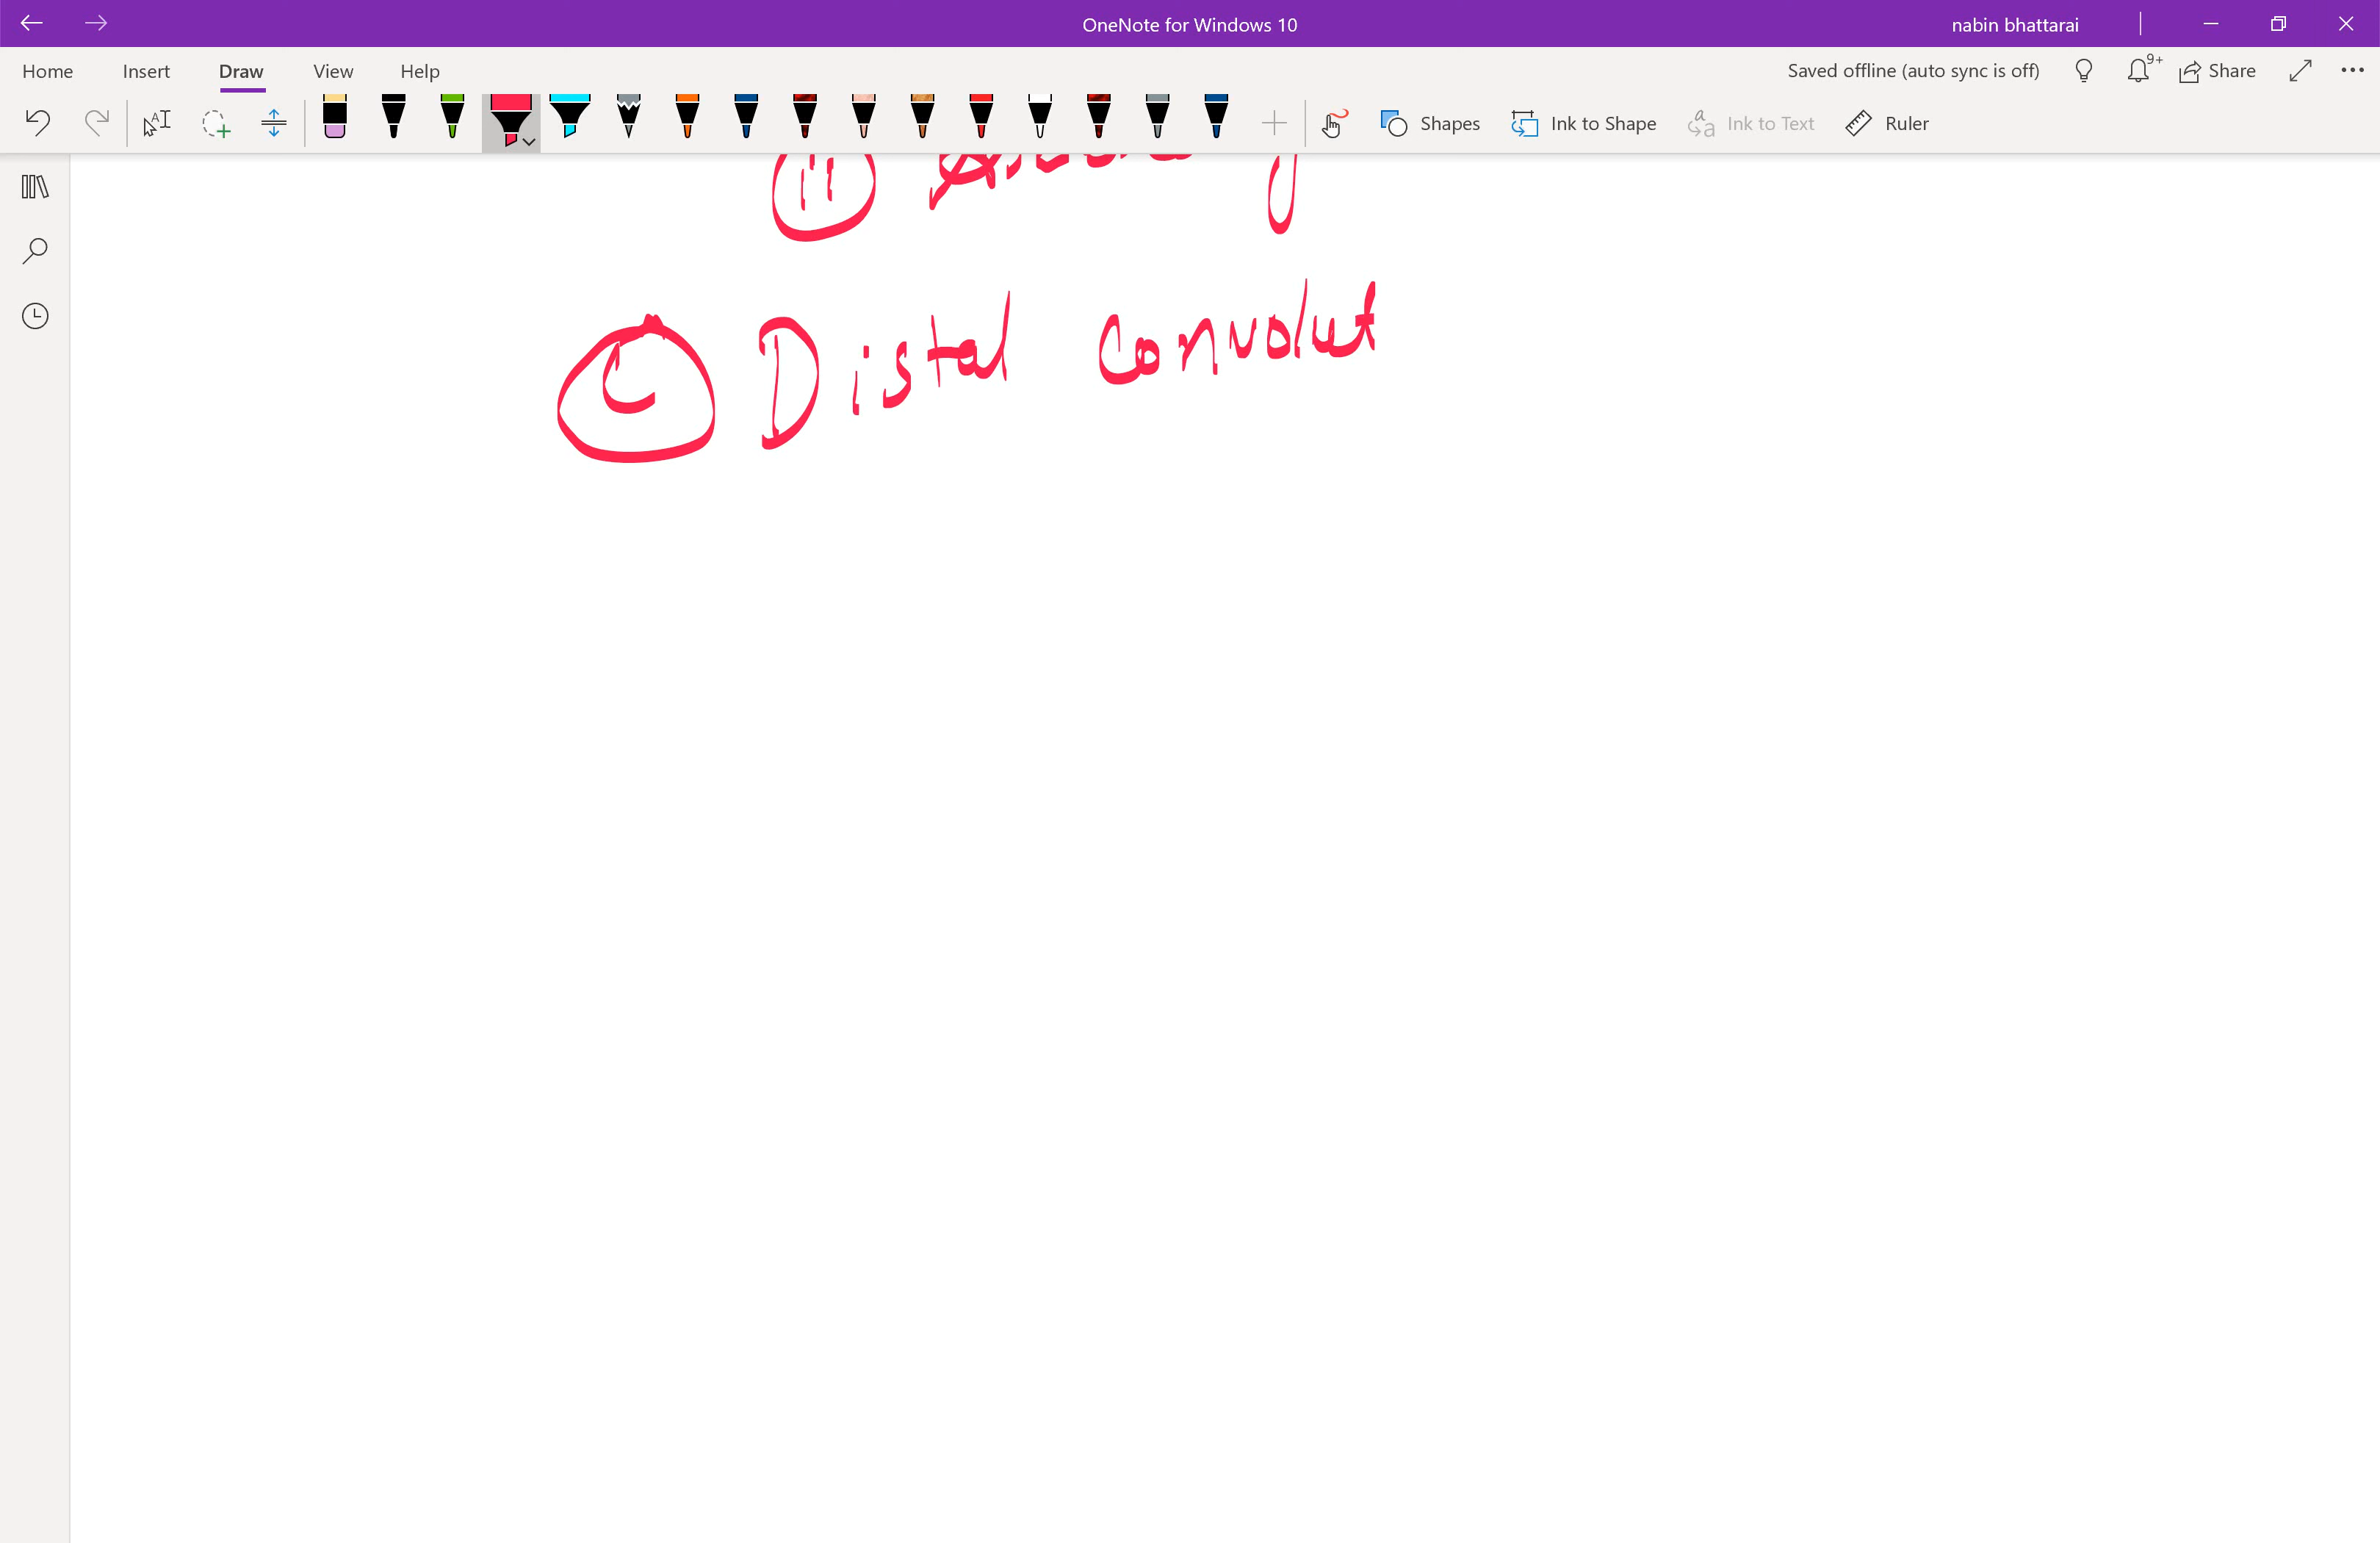 OneNote for Windows 10
nabin bhattarai
Home Insert Draw View Help
Saved offline (auto sync is off) 9+ Share
Shapes Ink to Shape Ink to Text Ruler
C Distal Convolut